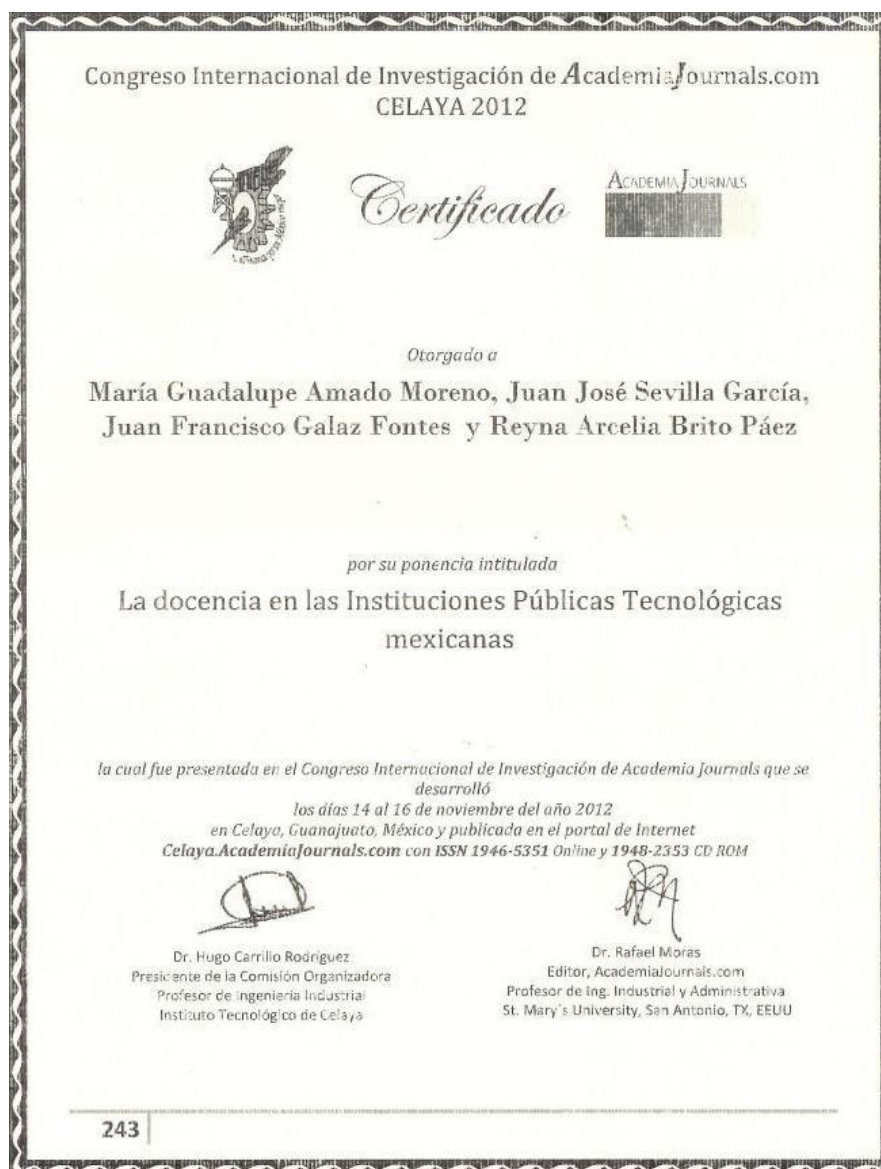 Congreso Internacional de Investigación de AcademiaJournals.com
CELAYA 2012
Certificado
ACADEMIA JOURNALS
Otorgado a
María Guadalupe Amado Moreno, Juan José Sevilla García,
Juan Francisco Galaz Fontes y Reyna Arcelia Brito Páez
por su ponencia intitulada
La docencia en las Instituciones Públicas Tecnológicas
mexicanas
la cual fue presentada en el Congreso Internacional de Investigación de Academia Journals que se
desarrolló
los días 14 al 16 de noviembre del año 2012
en Celaya, Guanajuato, México y publicada en el portal de Internet
Celaya.AcademiaJournals.com con ISSN 1946-5351 Online y 1948-2353 CD ROM
Dr. Hugo Carrillo Rodríguez
Presidente de la Comisión Organizadora
Profesor de Ingeniería Industrial
Instituto Tecnológico de Celaya
Dr. Rafael Moras
Editor, AcademiaJournals.com
Profesor de Ing. Industrial y Administrativa
St. Mary´s University, San Antonio, TX, EEUU
243